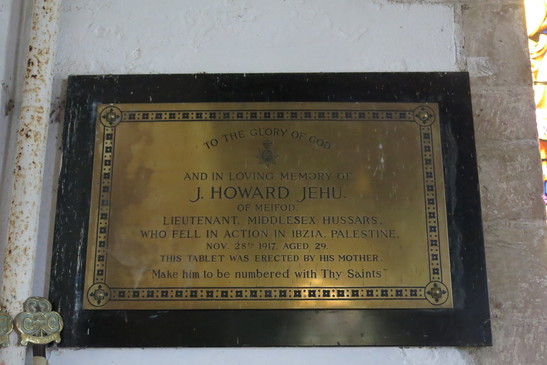 TO THE GLORY OF GOD
AND IN LOVING MEMORY OF
J. HOWARD JEHU.
OF MEIFOD,
LIEUTENANT, MIDDLESEX HUSSARS,
WHO FELL IN ACTION IN IBZIA, PALESTINE.
NOV. 28TH 1917. AGED 29.
THIS TABLET WAS ERECTED BY HIS MOTHER.
"Make him to be numbered with Thy Saints"